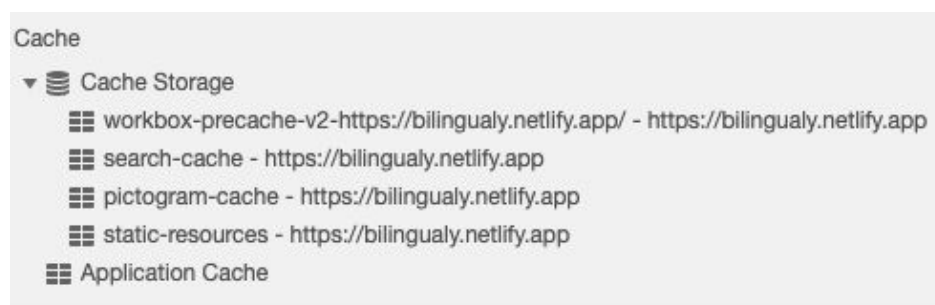 Cache
Cache Storage
workbox-precache-v2-https://bilingualy.netlify.app/ - https://bilingualy.netlify.app
search-cache - https://bilingualy.netlify.app
pictogram-cache - https://bilingualy.netlify.app
static-resources - https://bilingualy.netlify.app
Application Cache